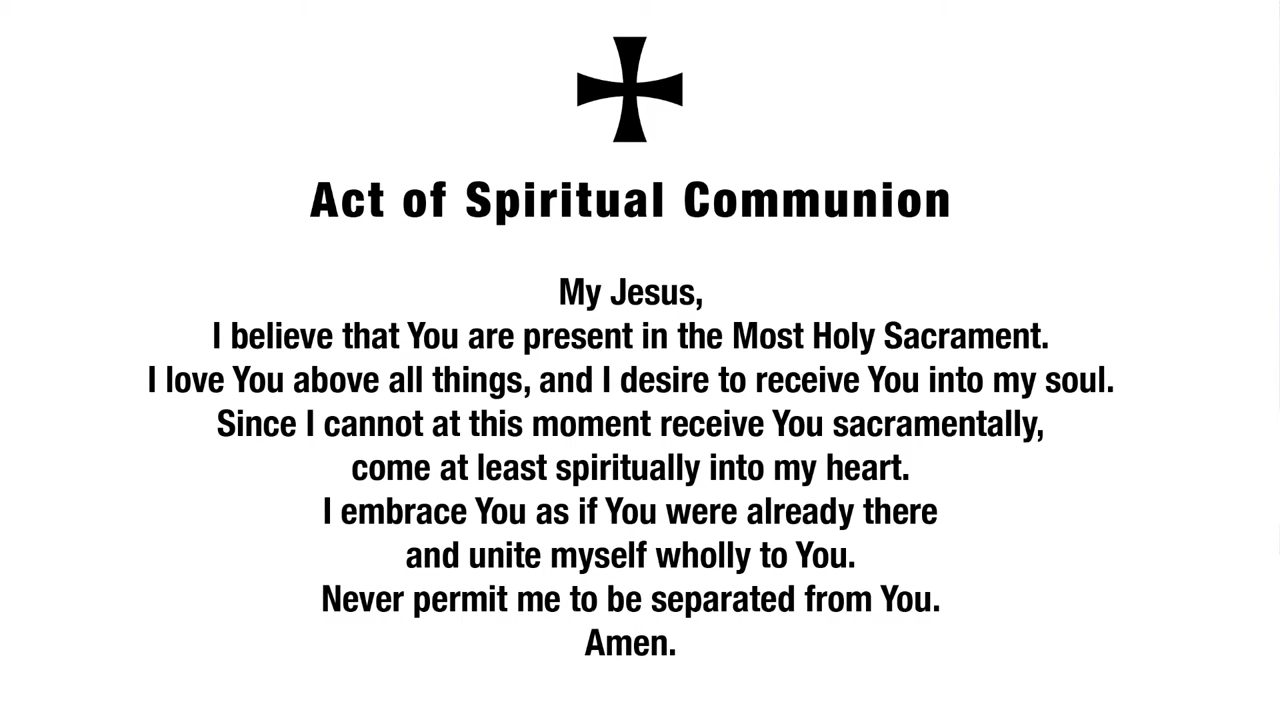 Act of Spiritual Communion
My Jesus,
I believe that You are present in the Most Holy Sacrament.
I love You above all things, and I desire to receive You into my soul.
Since I cannot at this moment receive You sacramentally,
come at least spiritually into my heart.
I embrace You as if You were already there
and unite myself wholly to You.
Never permit me to be separated from You.
Amen.